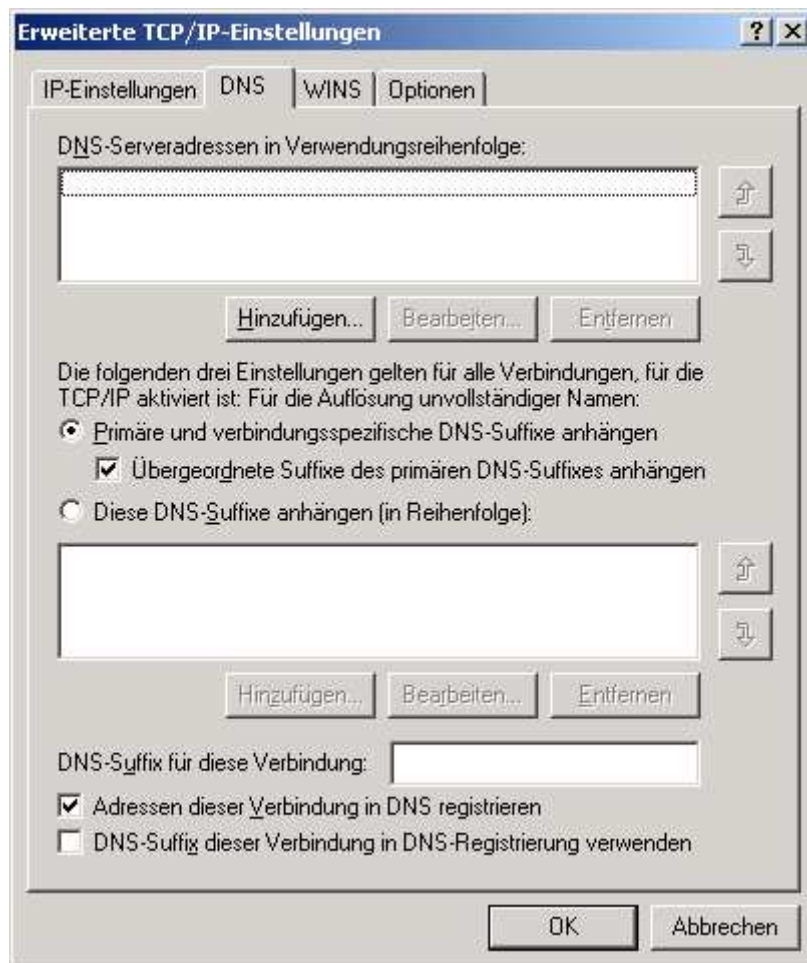 Erweiterte TCP/IP-Einstellungen
IP-Einstellungen DNS WINS Optionen
DNS-Serveradressen in Verwendungsreihenfolge:
Hinzufügen... Bearbeiten... Entfernen
Die folgenden drei Einstellungen gelten für alle Verbindungen, für die
TCP/IP aktiviert ist: Für die Auflösung unvollständiger Namen:
Primäre und verbindungsspezifische DNS-Suffixe anhängen
Übergeordnete Suffixe des primären DNS-Suffixes anhängen
Diese DNS-Suffixe anhängen (in Reihenfolge):
Hinzufügen... Bearbeiten... Entfernen
DNS-Suffix für diese Verbindung:
Adressen dieser Verbindung in DNS registrieren
DNS-Suffix dieser Verbindung in DNS-Registrierung verwenden
OK Abbrechen